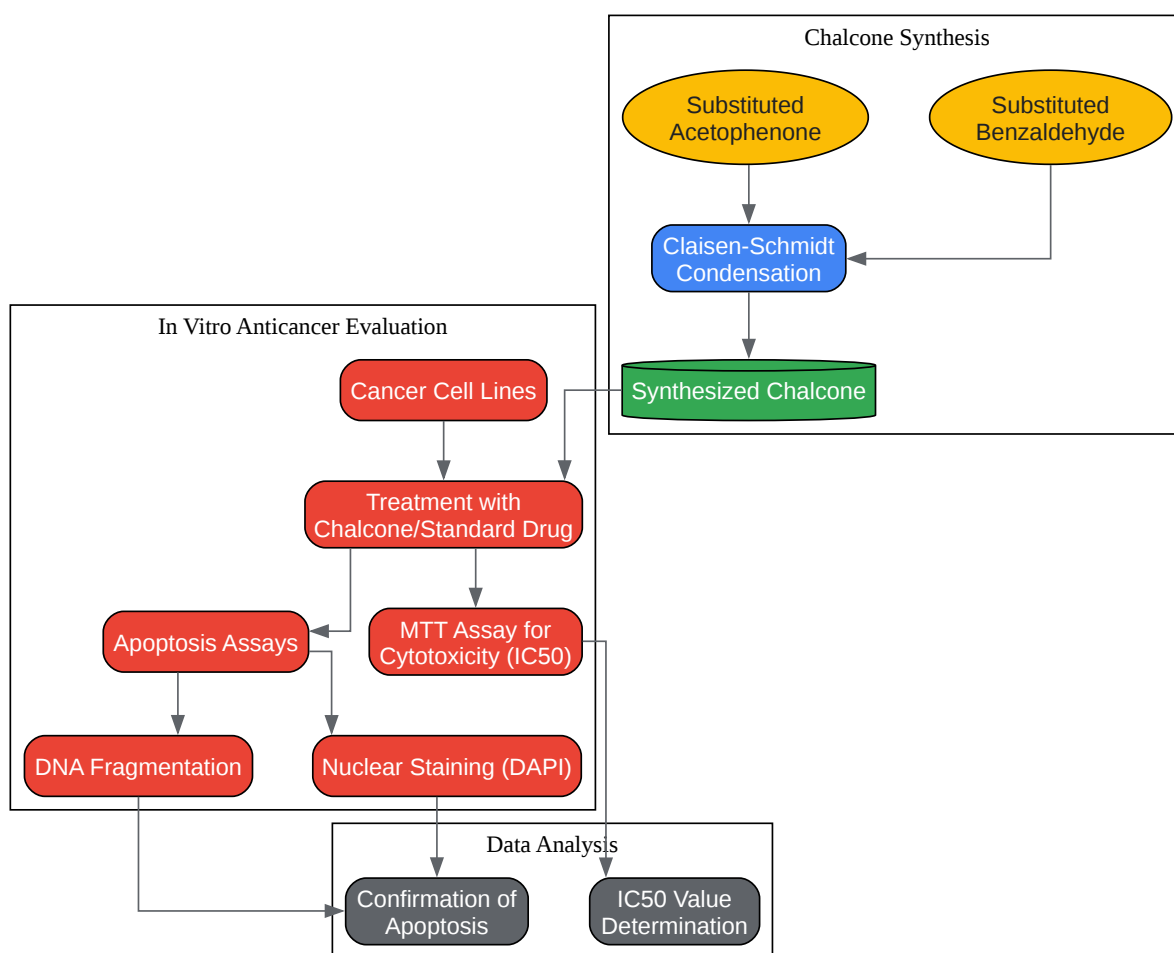 Chalcone Synthesis
Substituted
Acetophenone
Substituted
Benzaldehyde
Claisen-Schmidt
Condensation
Synthesized Chalcone
In Vitro Anticancer Evaluation
Cancer Cell Lines
Treatment with
Chalcone/Standard Drug
Apoptosis Assays
MTT Assay for
Cytotoxicity (IC50)
DNA Fragmentation
Nuclear Staining (DAPI)
Data Analysis
Confirmation of
Apoptosis
IC50 Value
Determination